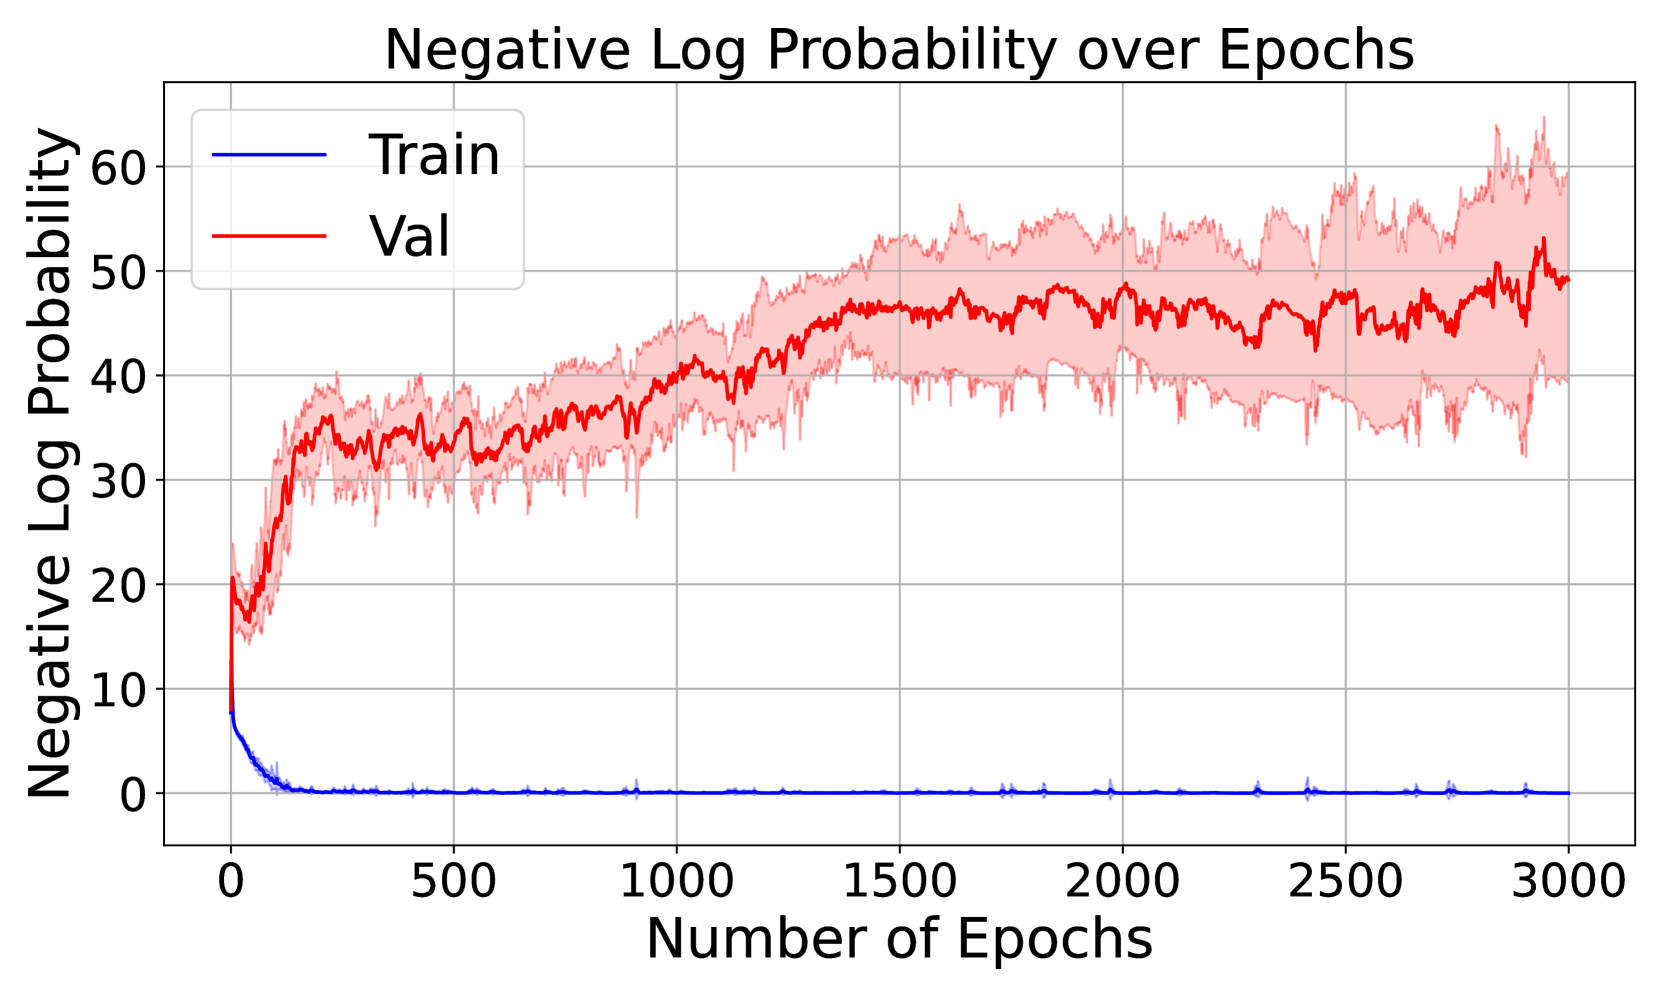 Negative Log Probability over Epochs
Negative Log Probability
Train
Val
60
50
40
30
20
10
0
0 500 1000 1500 2000 2500 3000
Number of Epochs